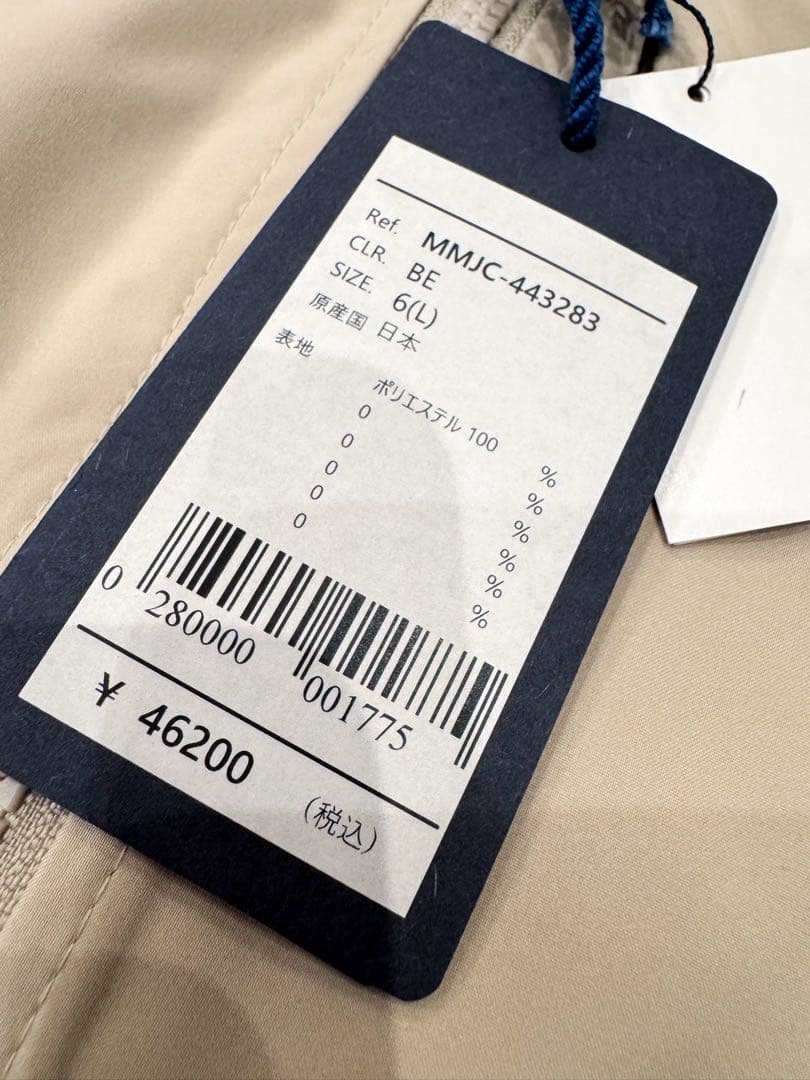 Ref. MMJC-443283
CLR. BE
SIZE. 6(L)
原産国 日本
表地
ポリエステル 100 %
0 %
0 %
0 %
0 %
0 %
0 280000 001775
¥ 46200
(税込)